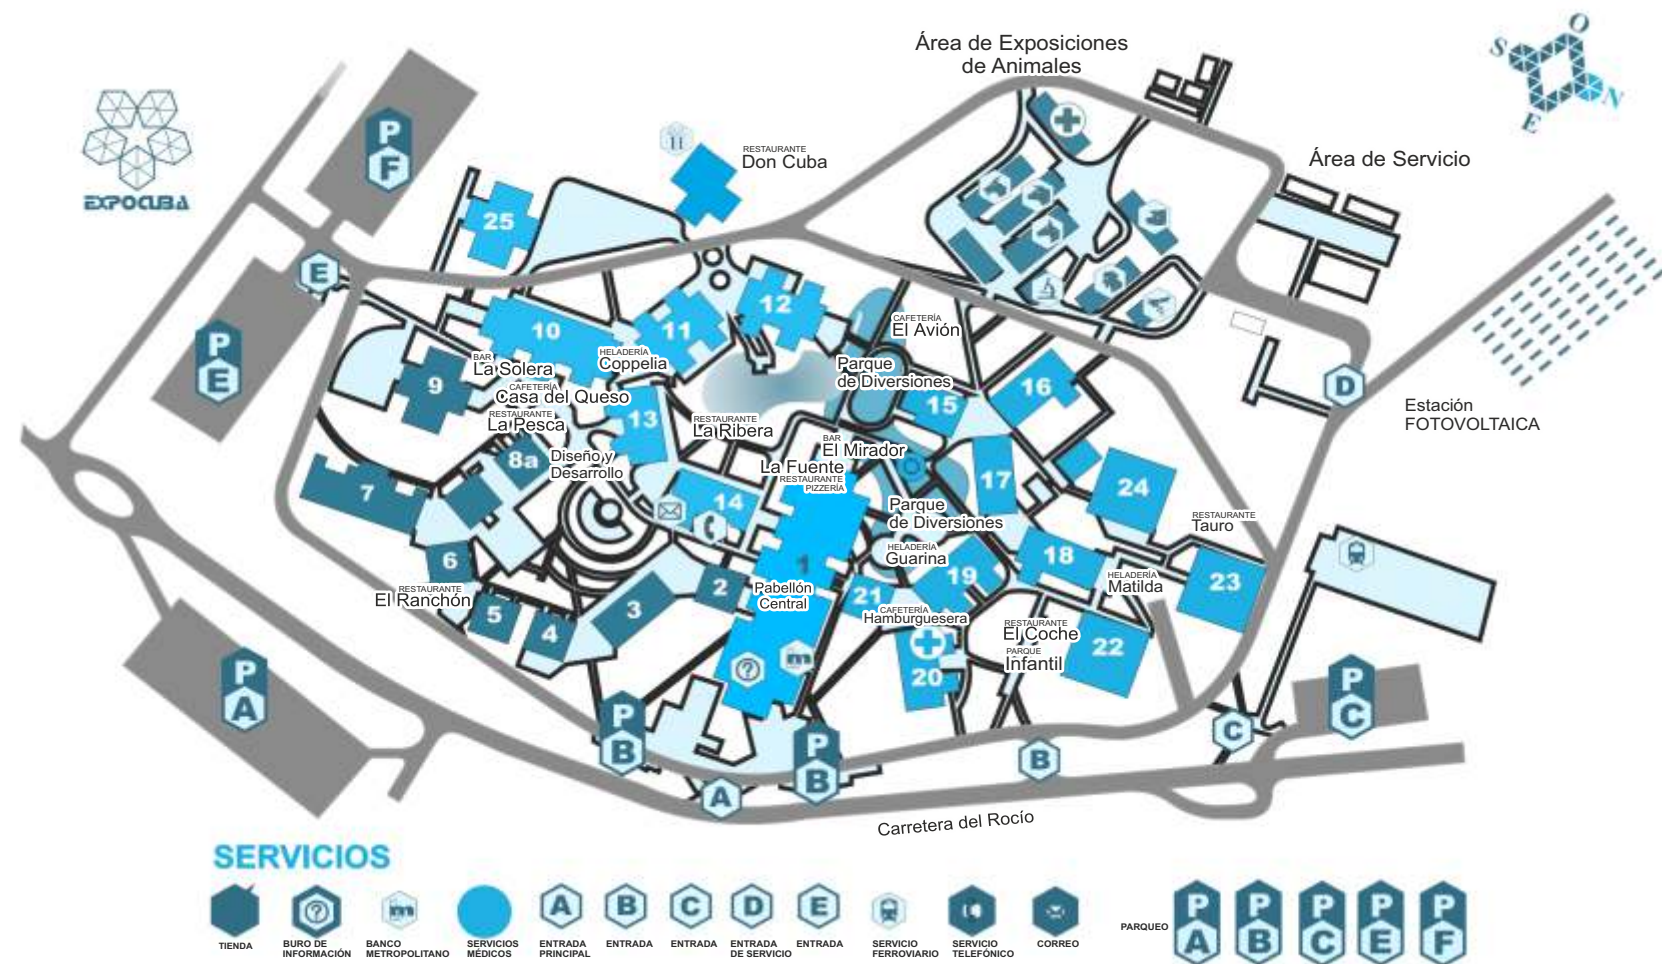 Área de Exposiciones
de Animales
O
S
N
E
P
F
EXPOCUBA
RESTAURANTE
Don Cuba
Área de Servicio
25
E
P
E
12
CAFETERÍA
El Avión
10
11
BAR
La Solera
HELADERÍA
Coppelia
Parque
de Diversiones
9
CAFETERÍA
Casa del Queso
16
D
15
Estación
FOTOVOLTAICA
RESTAURANTE
La Pesca
13
RESTAURANTE
La Ribera
BAR
El Mirador
8a
Diseño y
Desarrollo
La Fuente
RESTAURANTE
PIZZERÍA
17
24
7
14
Parque
de Diversiones
RESTAURANTE
Tauro
6
HELADERÍA
Guarina
18
1
19
HELADERÍA
Matilda
23
RESTAURANTE
El Ranchón
2
Pabellón
Central
21
5
3
CAFETERÍA
Hamburguesera
4
RESTAURANTE
El Coche
22
PARQUE
Infantil
20
P
A
P
B
P
B
P
C
C
B
A
Carretera del Rocío
SERVICIOS
A
B
C
D
E
TIENDA
BURO DE
INFORMACIÓN
BANCO
METROPOLITANO
SERVICIOS
MÉDICOS
ENTRADA
PRINCIPAL
ENTRADA
ENTRADA
ENTRADA
DE SERVICIO
ENTRADA
SERVICIO
FERROVIARIO
SERVICIO
TELEFÓNICO
CORREO
PARQUEO
P
A
P
B
P
C
P
E
P
F